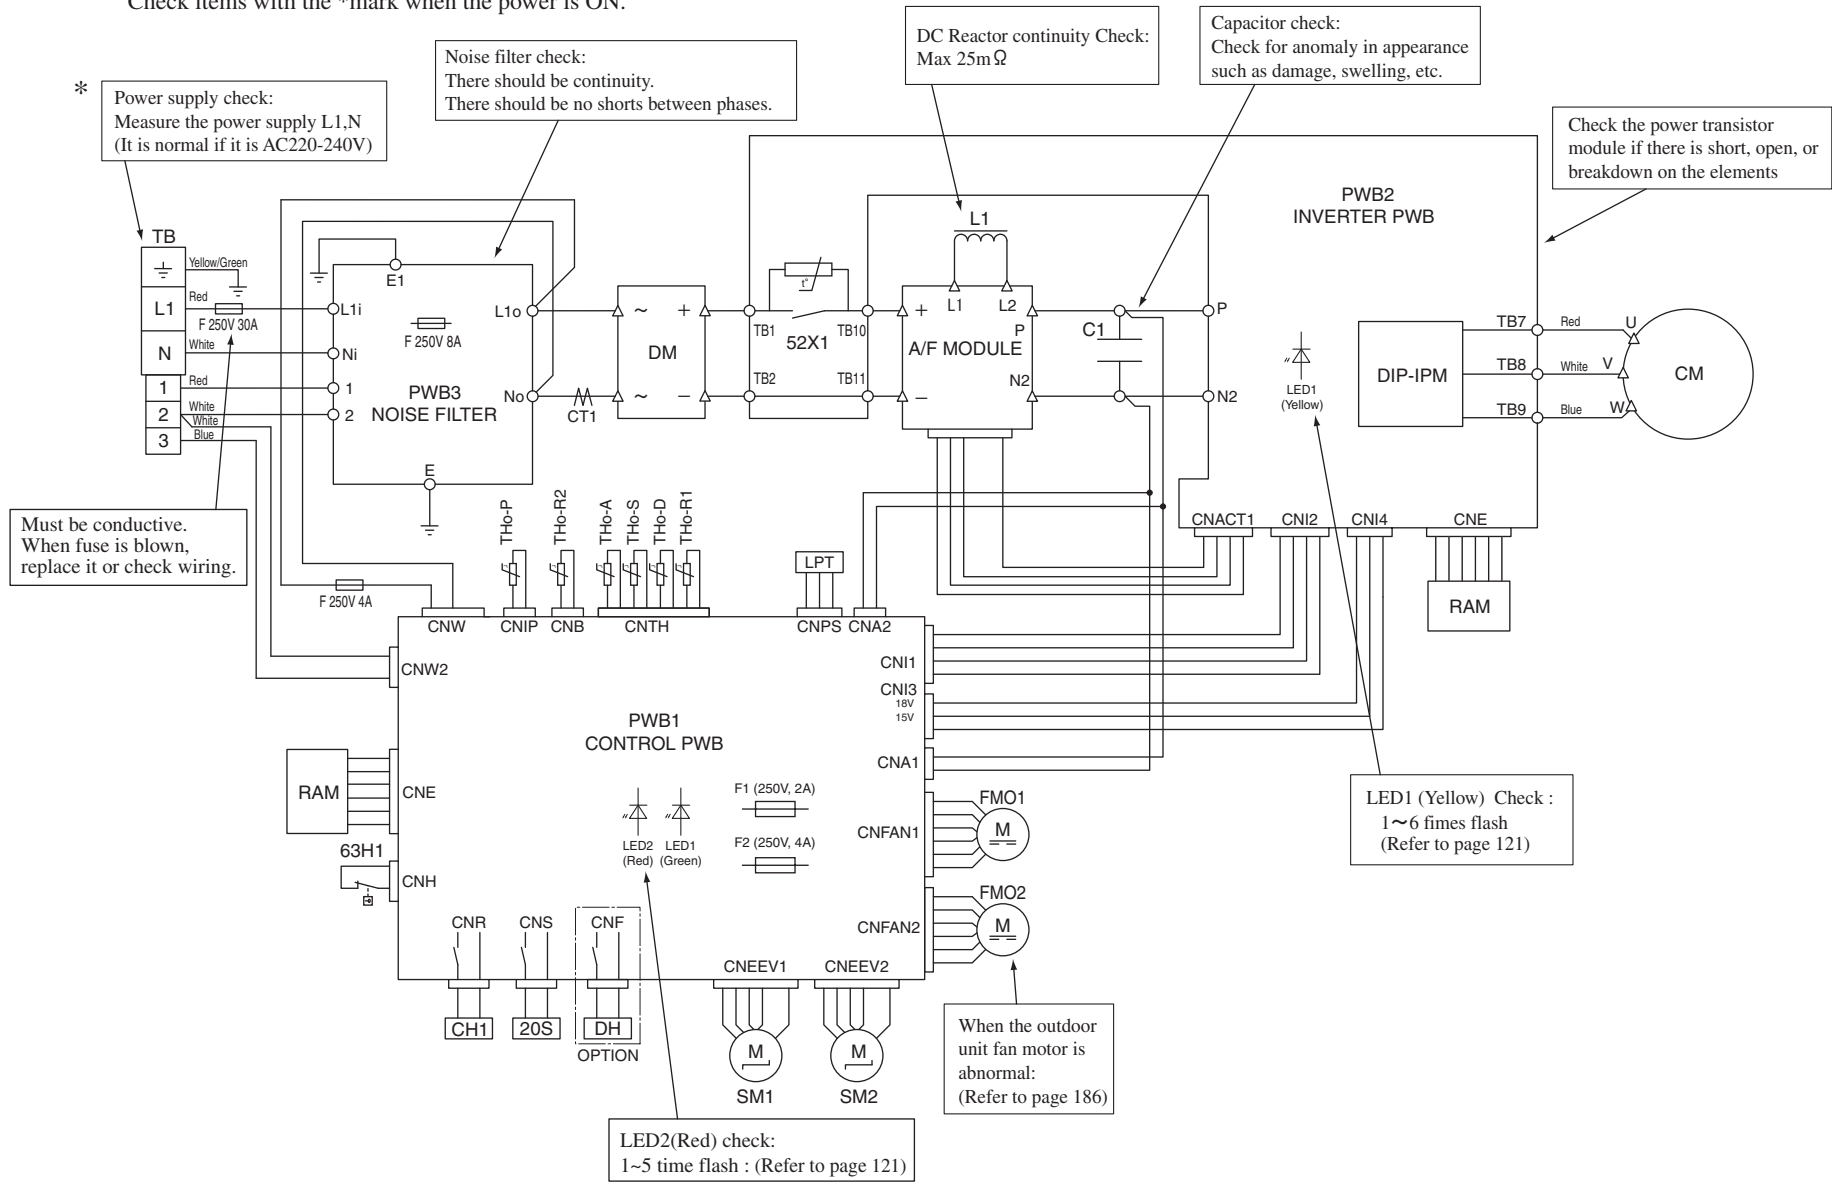 Check items with the *mark when the power is ON.
*
Power supply check:
Measure the power supply L1,N
(It is normal if it is AC220-240V)
Noise filter check:
There should be continuity.
There should be no shorts between phases.
DC Reactor continuity Check:
Max 25mΩ
Capacitor check:
Check for anomaly in appearance
such as damage, swelling, etc.
Check the power transistor
module if there is short, open, or
breakdown on the elements
PWB2
INVERTER PWB
TB
Yellow/Green
L1
Red
F 250V 30A
N
White
1
Red
2
White
White
3
Blue
E1
L1i
L1o
F 250V 8A
Ni
PWB3
NOISE FILTER
No
1
2
E
CT1
~
+
DM
~
−
t°
TB1
TB10
52X1
TB2
TB11
L1
L1
L2
+
P
A/F MODULE
N2
−
C1
P
N2
LED1
(Yellow)
DIP-IPM
TB7
Red
U
TB8
White
V
TB9
Blue
W
CM
Must be conductive.
When fuse is blown,
replace it or check wiring.
F 250V 4A
THo-P
THo-R2
THo-A
THo-S
THo-D
THo-R1
LPT
CNACT1
CNI2
CNI4
CNE
RAM
CNW
CNIP
CNB
CNTH
CNPS
CNA2
CNW2
CNI1
CNI3
18V
15V
PWB1
CONTROL PWB
CNA1
RAM
CNE
F1 (250V, 2A)
F2 (250V, 4A)
LED2
(Red)
LED1
(Green)
CNFAN1
FMO1
M
63H1
CNH
CNFAN2
FMO2
M
LED1 (Yellow) Check :
1～6 fimes flash
(Refer to page 121)
CNR
CNS
CNF
CNEEV1
CNEEV2
CH1
20S
DH
OPTION
M
SM1
M
SM2
When the outdoor
unit fan motor is
abnormal:
(Refer to page 186)
LED2(Red) check:
1~5 time flash : (Refer to page 121)